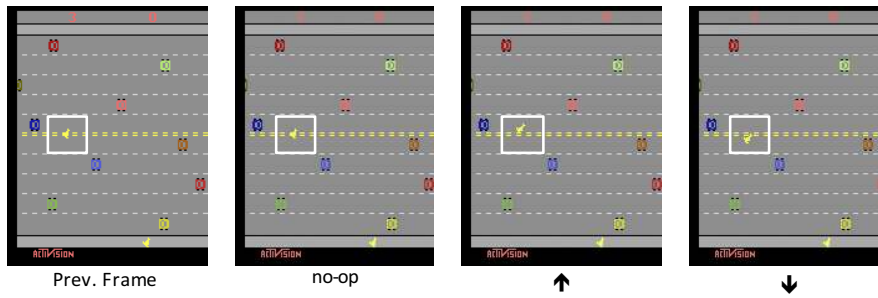 ACTIVISION
ACTIVISION
ACTIVISION
ACTIVISION
Prev. Frame
no-op